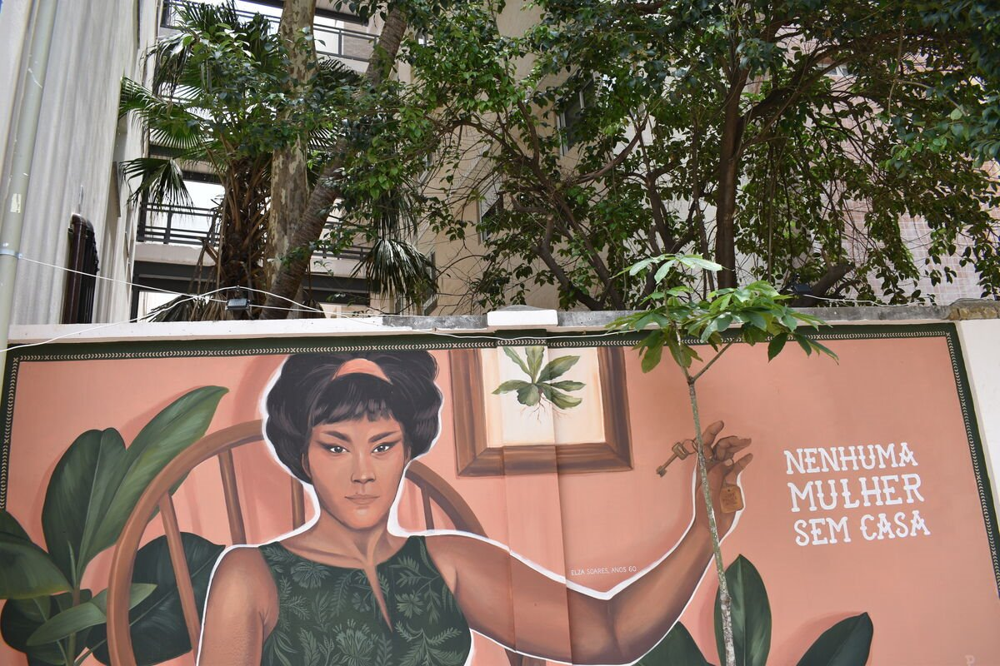 NENHUMA
MULHER
SEM CASA
ELZA SOARES, ANOS 60